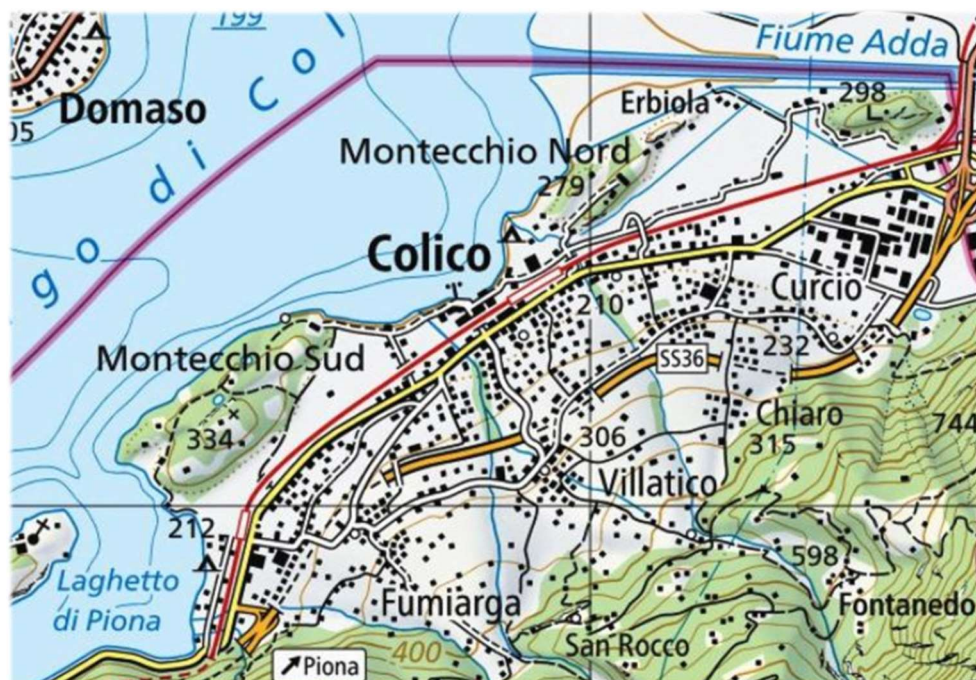 199
Fiume Adda
Domaso
05
go di Col
Erbiola
298
Montecchio Nord
279
Colico
Curcio
210
Montecchio Sud
SS36
232
Chiaro
334
306
315
744
Villatico
212
598
Laghetto
di Piona
Fumiarga
Fontanedo
San Rocco
400
Piona